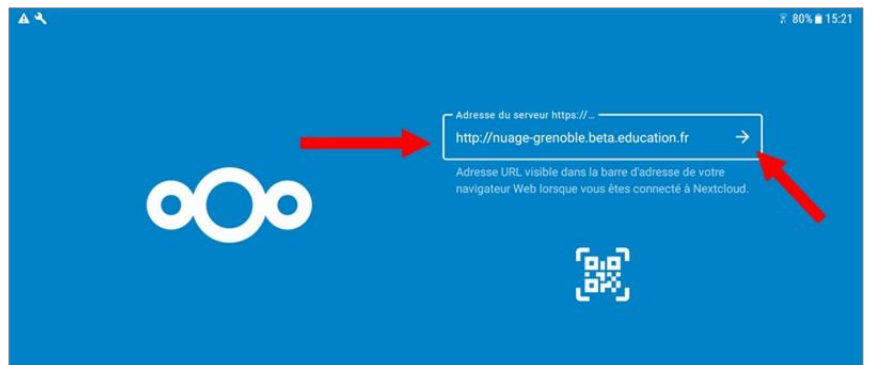 80% 15:21
Adresse du serveur https://...
http://nuage-grenoble.beta.education.fr
Adresse URL visible dans la barre d'adresse de votre
navigateur Web lorsque vous êtes connecté à Nextcloud.